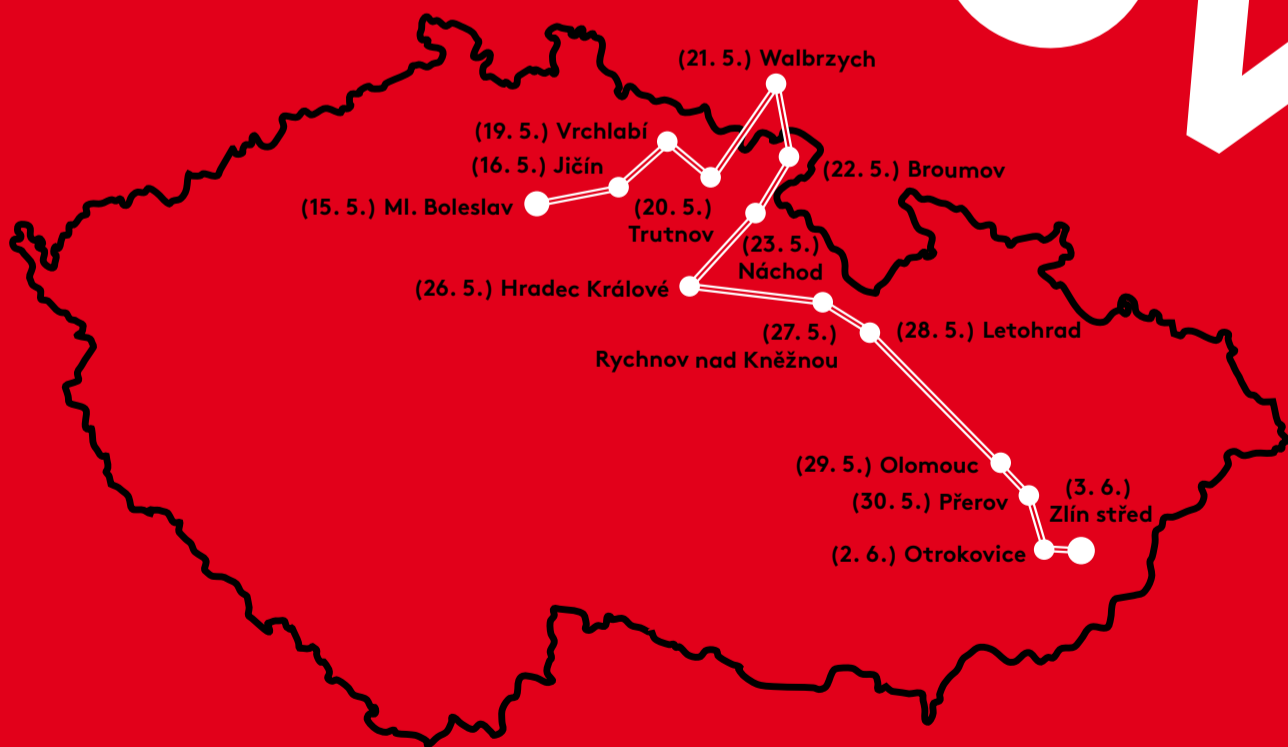 (21. 5.) Walbrzych
(19. 5.) Vrchlabí
(16. 5.) Jičín
(22. 5.) Broumov
(15. 5.) Ml. Boleslav
(20. 5.)
Trutnov
(23. 5.)
Náchod
(26. 5.) Hradec Králové
(27. 5.)
Rychnov nad Kněžnou
(28. 5.) Letohrad
(29. 5.) Olomouc
(30. 5.) Přerov
(3. 6.)
Zlín střed
(2. 6.) Otrokovice